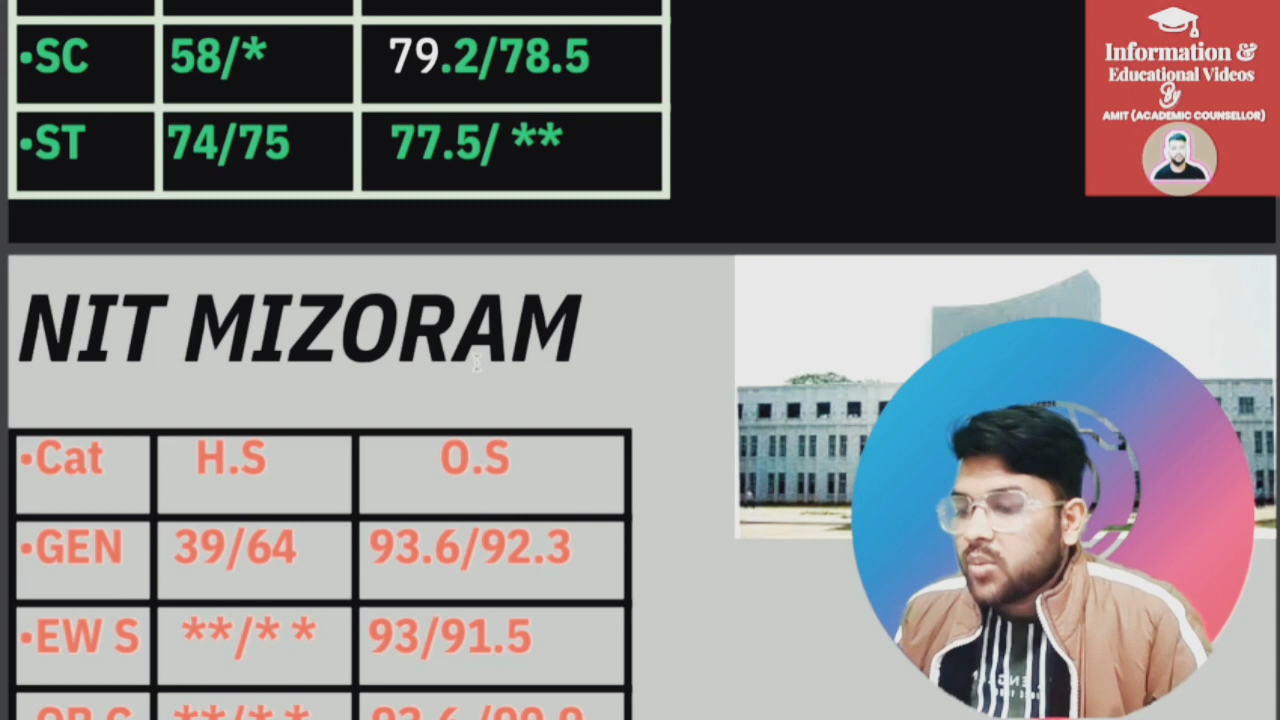 •SC 58/* 79.2/78.5
•ST 74/75 77.5/ **
Information &
Educational Videos
By
AMIT (ACADEMIC COUNSELLOR)
NIT MIZORAM
•Cat H.S O.S
•GEN 39/64 93.6/92.3
•EW S **/* * 93/91.5